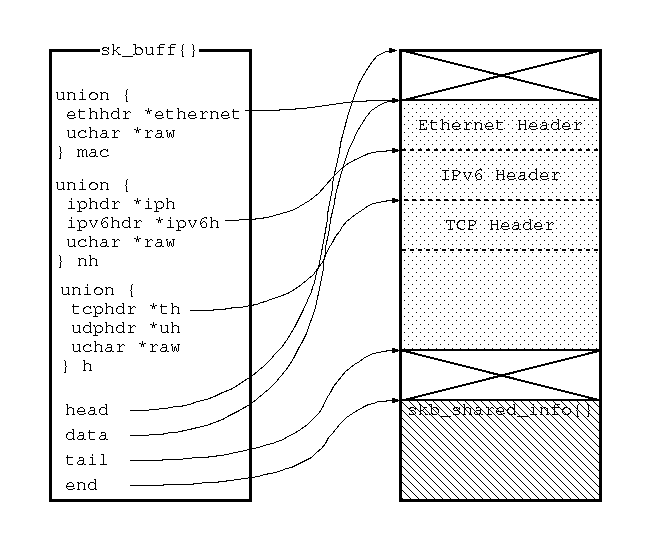 sk_buff{}
union {
ethhdr *ethernet
uchar *raw
} mac
union {
iphdr *iph
ipv6hdr *ipv6h
uchar *raw
} nh
union {
tcphdr *th
udphdr *uh
uchar *raw
} h
head
data
tail
end
Ethernet Header
IPv6 Header
TCP Header
skb_shared_info{}